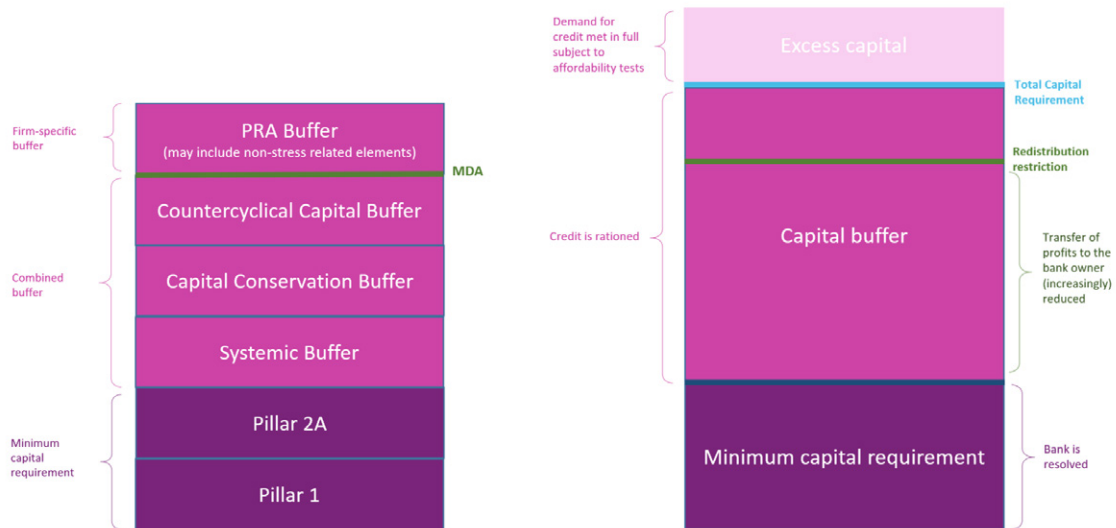 Firm-specific
buffer
PRA Buffer
(may include non-stress related elements)
MDA
Combined
buffer
Countercyclical Capital Buffer
Capital Conservation Buffer
Systemic Buffer
Minimum
capital
requirement
Pillar 2A
Pillar 1
Demand for
credit met in full
subject to
affordability tests
Excess capital
Total Capital
Requirement
Redistribution
restriction
Credit is rationed
Capital buffer
Transfer of
profits to the
bank owner
(increasingly)
reduced
Minimum capital requirement
Bank is
resolved